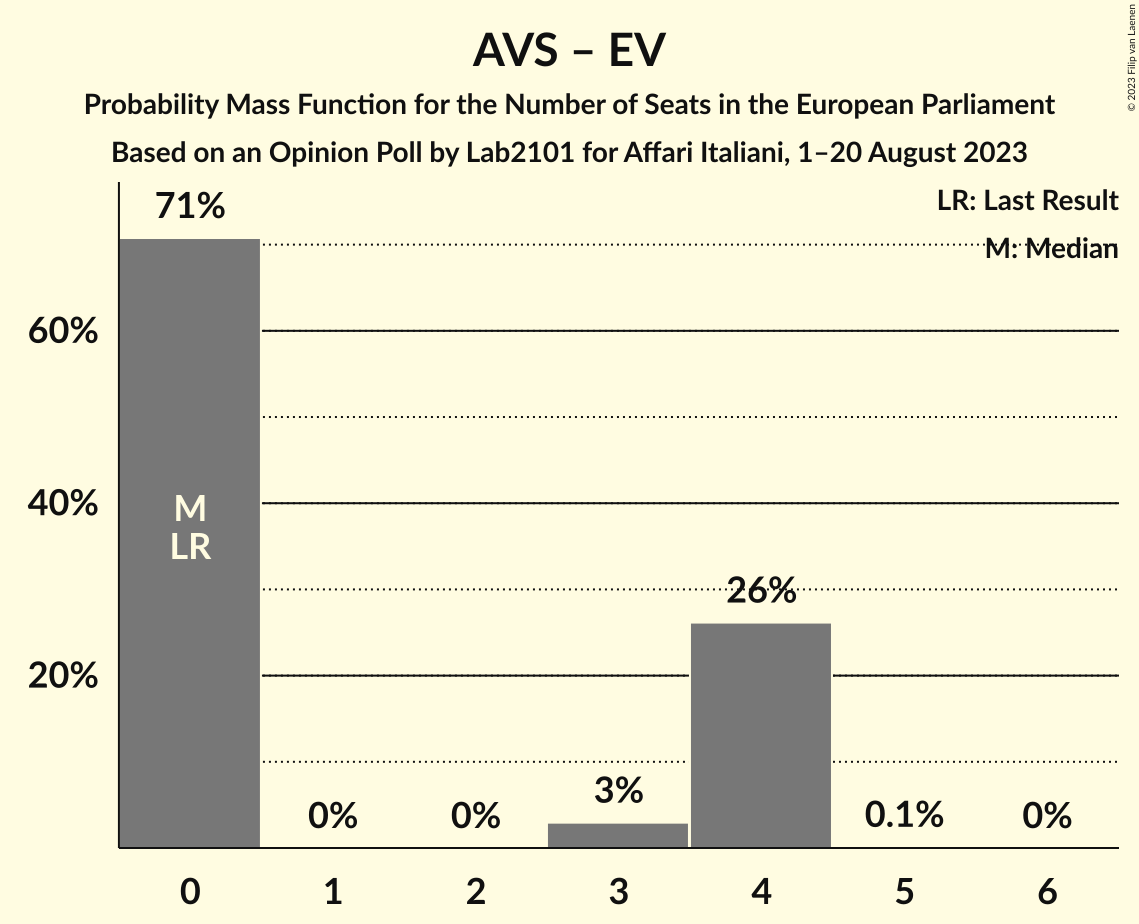 AVS – EV
Probability Mass Function for the Number of Seats in the European Parliament
Based on an Opinion Poll by Lab2101 for Affari Italiani, 1–20 August 2023
© 2023 Filip van Laenen
LR: Last Result
M: Median
71%
60%
40%
20%
M
LR
0%
0%
3%
26%
0.1%
0%
0
1
2
3
4
5
6